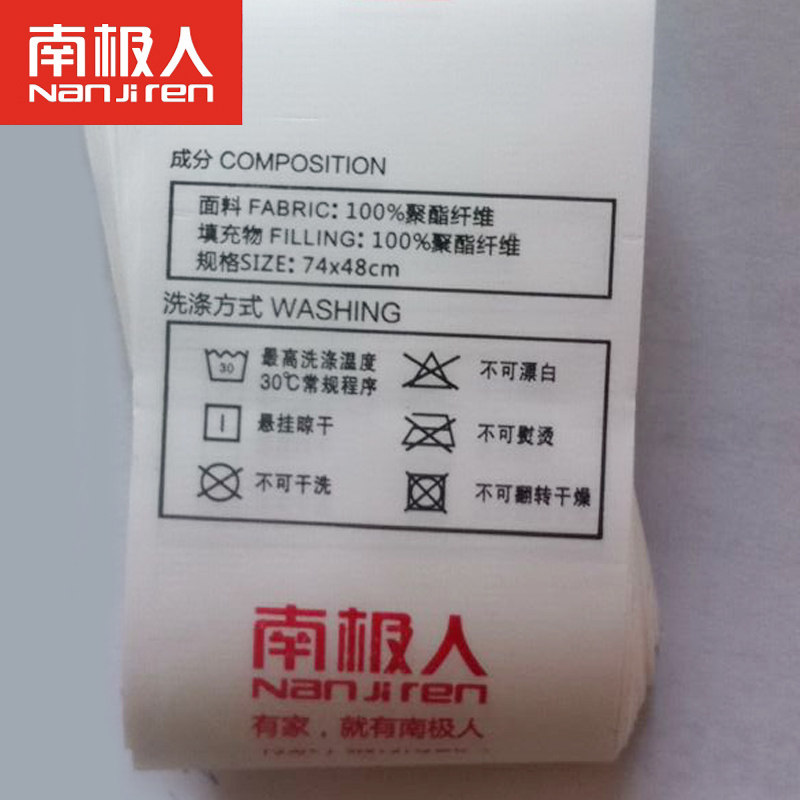 南极人
NanJiren
成分 COMPOSITION
面料 FABRIC: 100%聚酯纤维
填充物 FILLING: 100%聚酯纤维
规格SIZE: 74x48cm
洗涤方式 WASHING
30
最高洗涤温度
30℃常规程序
不可漂白
悬挂晾干
不可熨烫
不可干洗
不可翻转干燥
南极人
NanJiren
有家，就有南极人